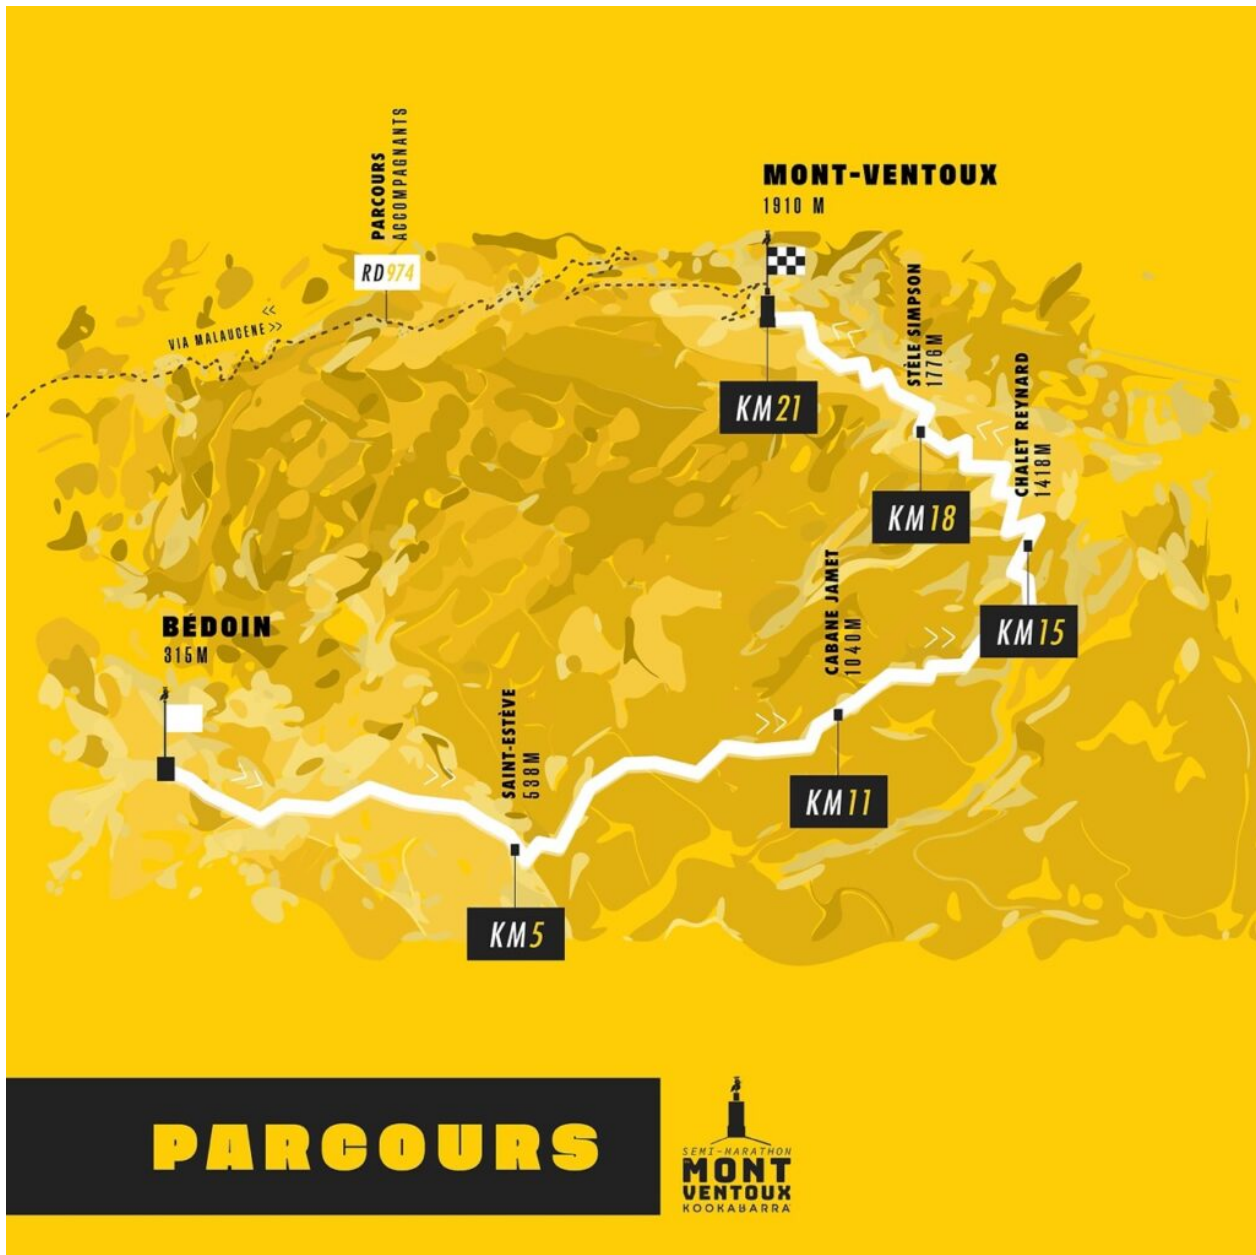 PARCOURS
ACCOMPAGNANTS
RD974
VIA MALAUCÈNE >>
<<
MONT-VENTOUX
1910 M
KM21
STÈLE SIMPSON
1776M
KM18
CHALET REYNARD
1418M
KM15
CABANE JAMET
1040M
KM11
BÉDOIN
315M
SAINT-ESTÈVE
538M
KM5
PARCOURS
SEMI-MARATHON
MONT
VENTOUX
KOOKABARRA